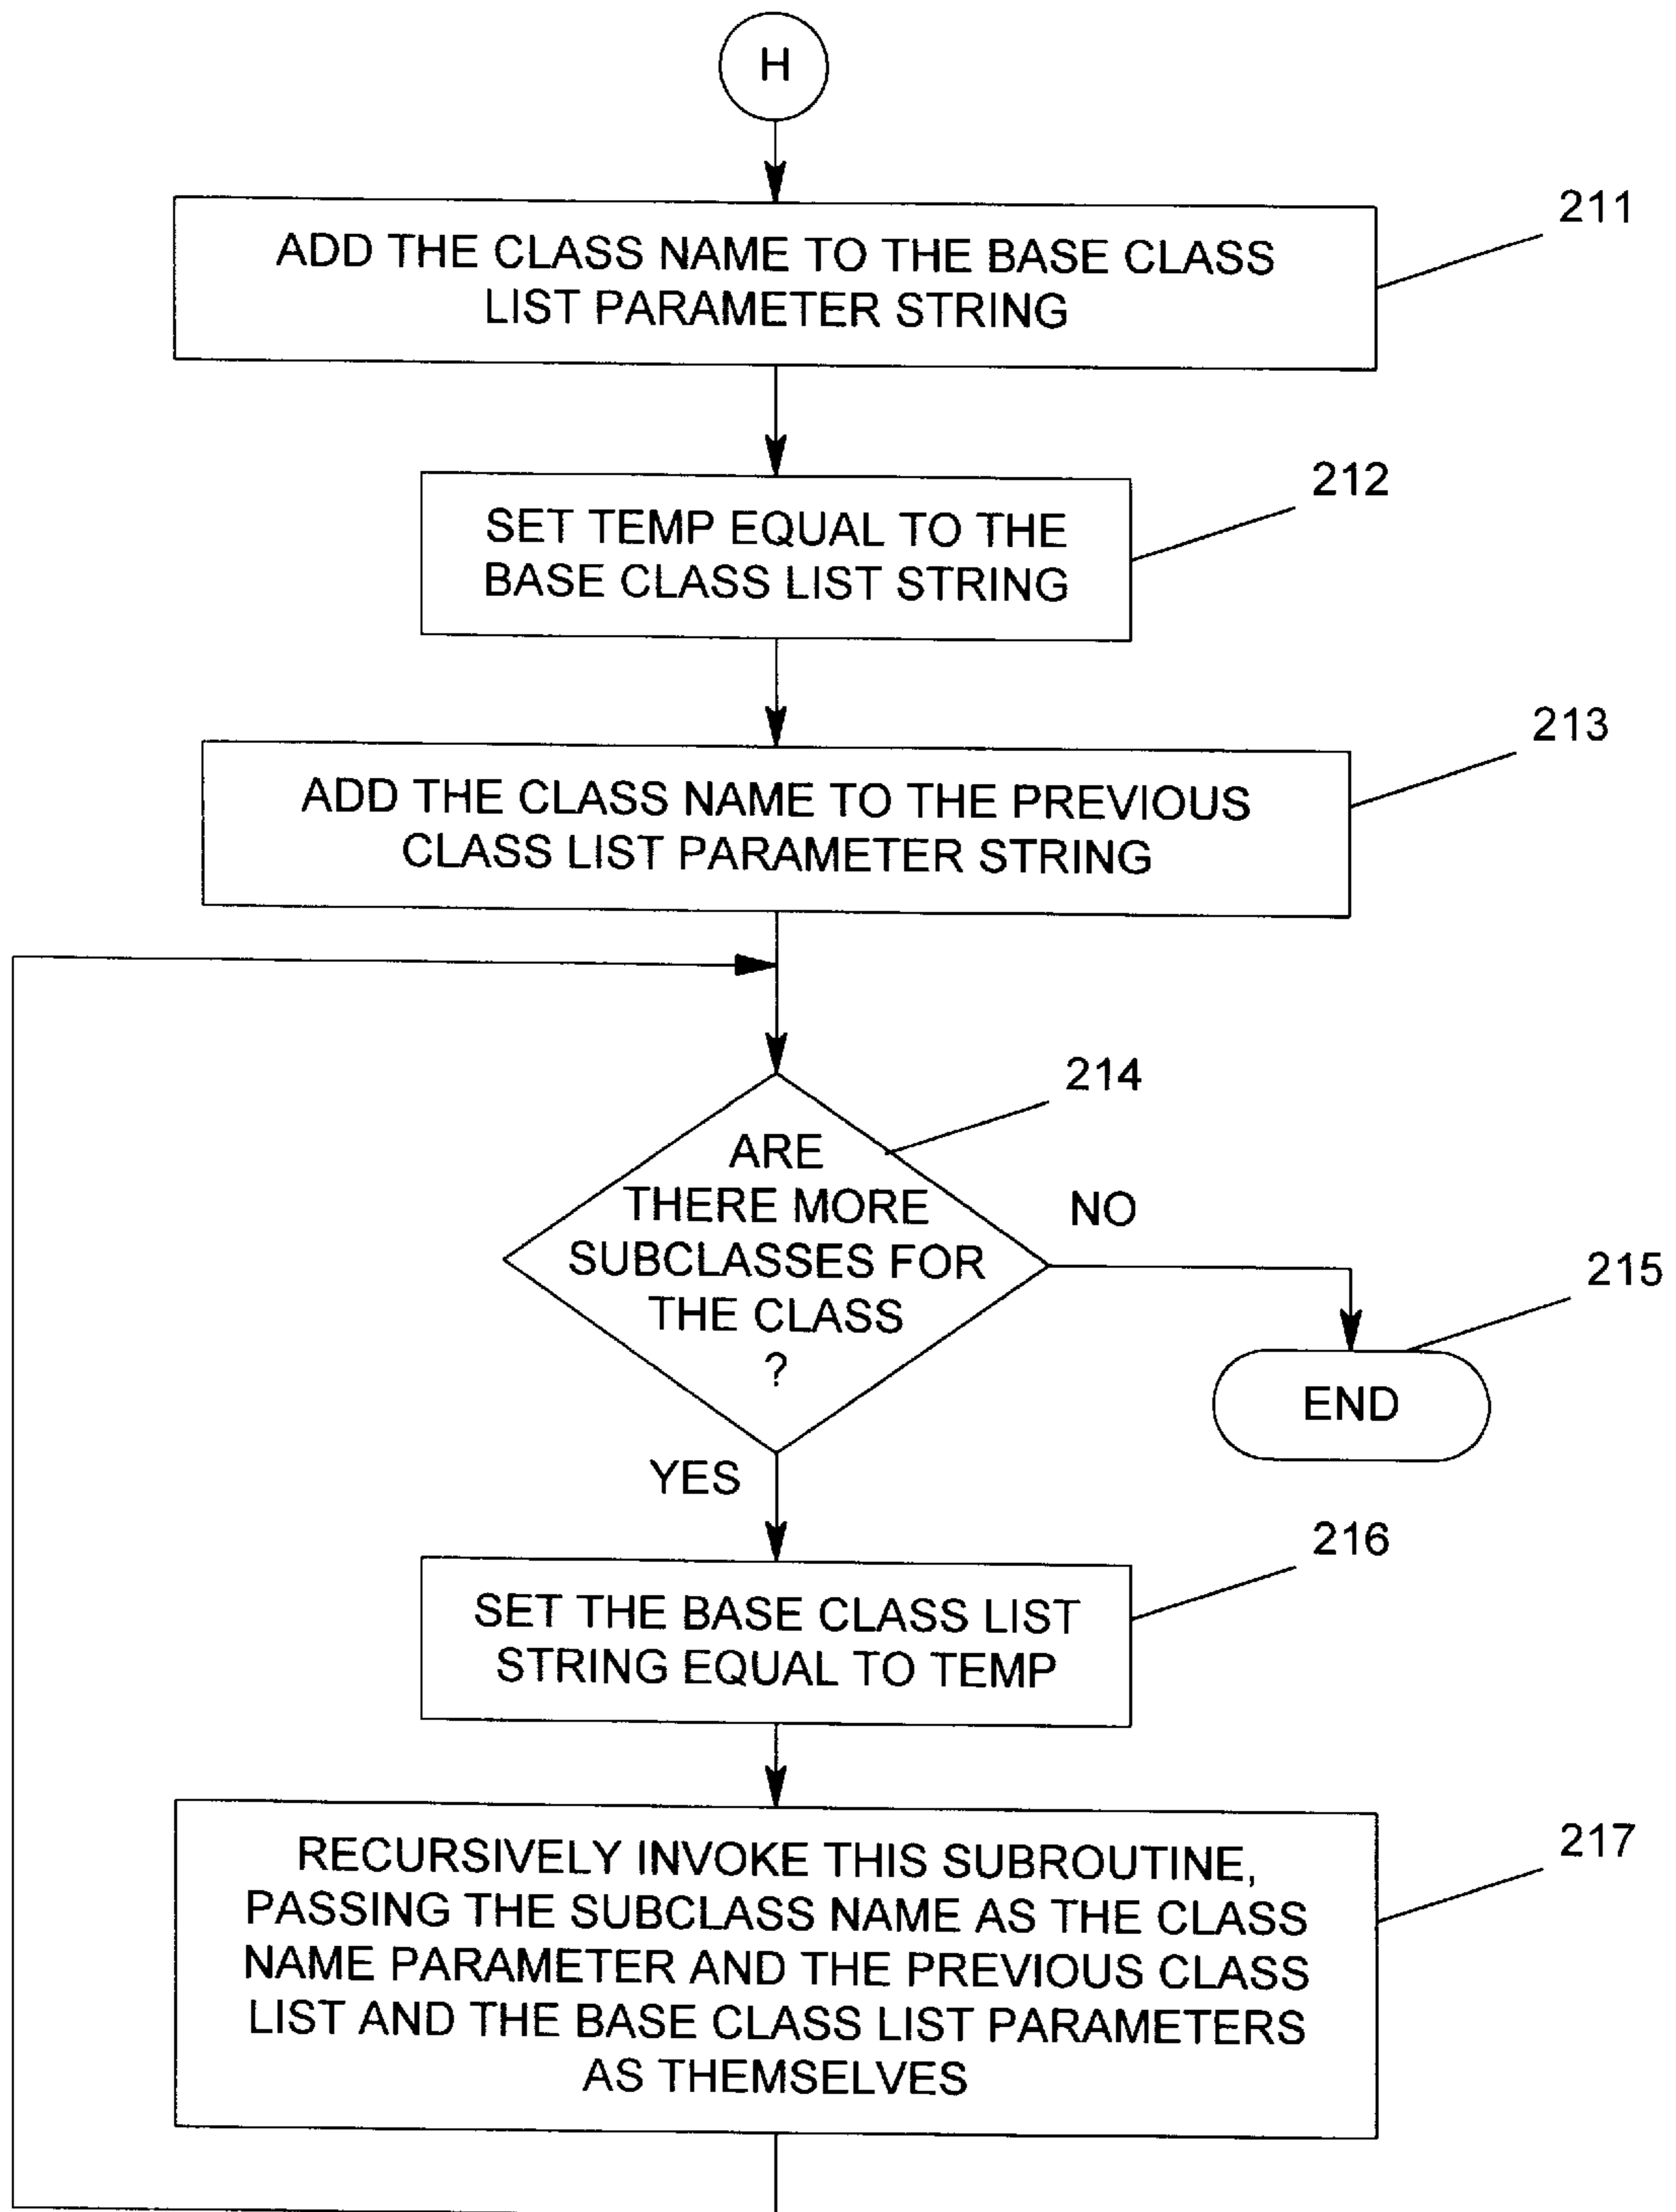 H
211
ADD THE CLASS NAME TO THE BASE CLASS
LIST PARAMETER STRING
212
SET TEMP EQUAL TO THE
BASE CLASS LIST STRING
213
ADD THE CLASS NAME TO THE PREVIOUS
CLASS LIST PARAMETER STRING
214
ARE
THERE MORE
SUBCLASSES FOR
THE CLASS
?
NO
215
END
YES
216
SET THE BASE CLASS LIST
STRING EQUAL TO TEMP
217
RECURSIVELY INVOKE THIS SUBROUTINE,
PASSING THE SUBCLASS NAME AS THE CLASS
NAME PARAMETER AND THE PREVIOUS CLASS
LIST AND THE BASE CLASS LIST PARAMETERS
AS THEMSELVES